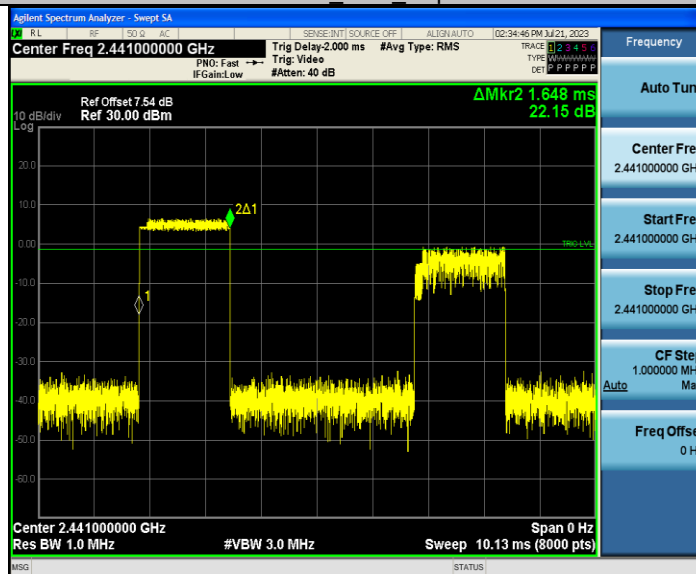 Agilent Spectrum Analyzer - Swept SA
RL RF 50 Ω AC SENSE:INT SOURCE OFF ALIGN AUTO 02:34:46 PM Jul 21, 2023
Center Freq 2.441000000 GHz
PNO: Fast
IFGain:Low
Trig Delay-2.000 ms
Trig: Video
#Atten: 40 dB
#Avg Type: RMS
TRACE 1 2 3 4 5 6
TYPE W
DET P P P P P P
10 dB/div
Log
Ref Offset 7.54 dB
Ref 30.00 dBm
ΔMkr2 1.648 ms
22.15 dB
20.0
10.0
0.00
-10.0
-20.0
-30.0
-40.0
-50.0
-60.0
2Δ1
1
TRIG LVL
Center 2.441000000 GHz
Span 0 Hz
Res BW 1.0 MHz
#VBW 3.0 MHz
Sweep 10.13 ms (8000 pts)
MSG
STATUS
Frequency
Auto Tun
Center Fre
2.441000000 GH
Start Fre
2.441000000 GH
Stop Fre
2.441000000 GH
CF Ste
1.000000 MH
Auto Ma
Freq Offse
0 H